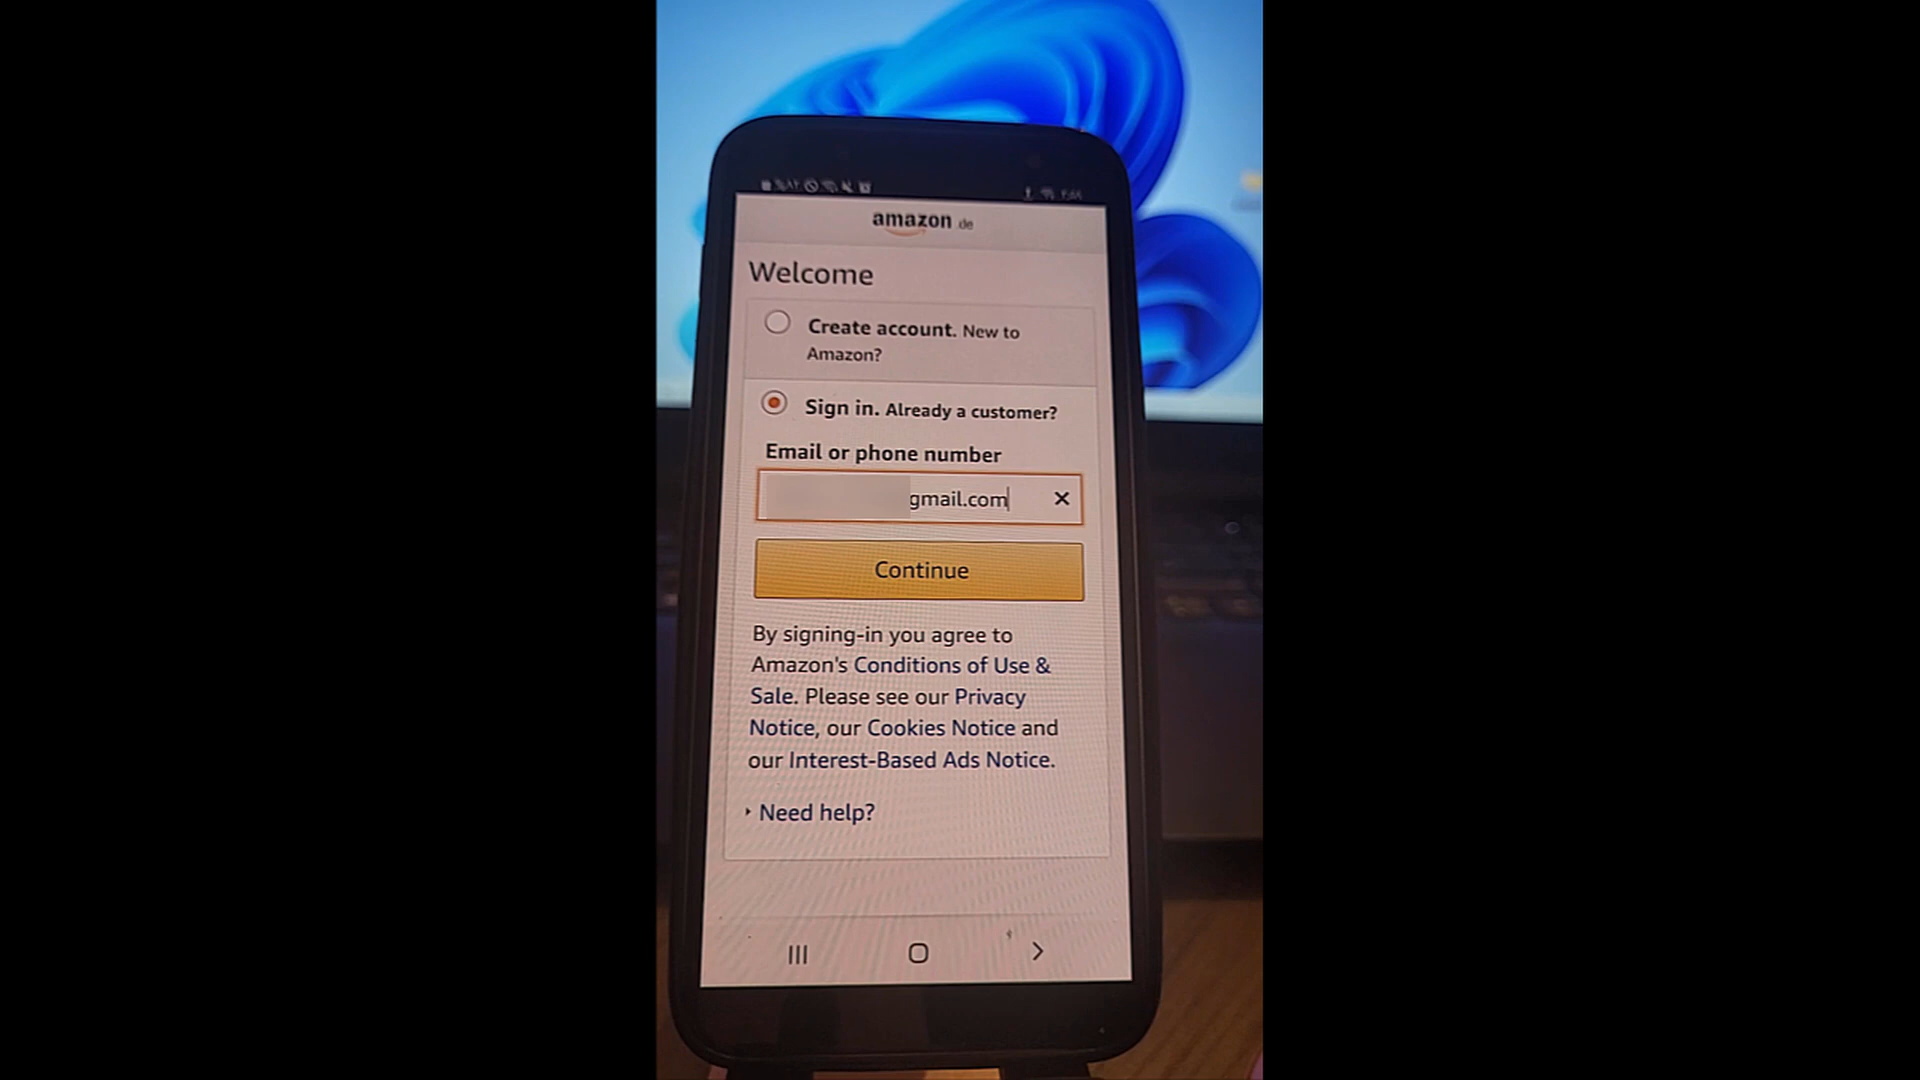 amazon.de
Welcome
Create account. New to
Amazon?
Sign in. Already a customer?
Email or phone number
gmail.com
Continue
By signing-in you agree to
Amazon's Conditions of Use &
Sale. Please see our Privacy
Notice, our Cookies Notice and
our Interest-Based Ads Notice.
Need help?